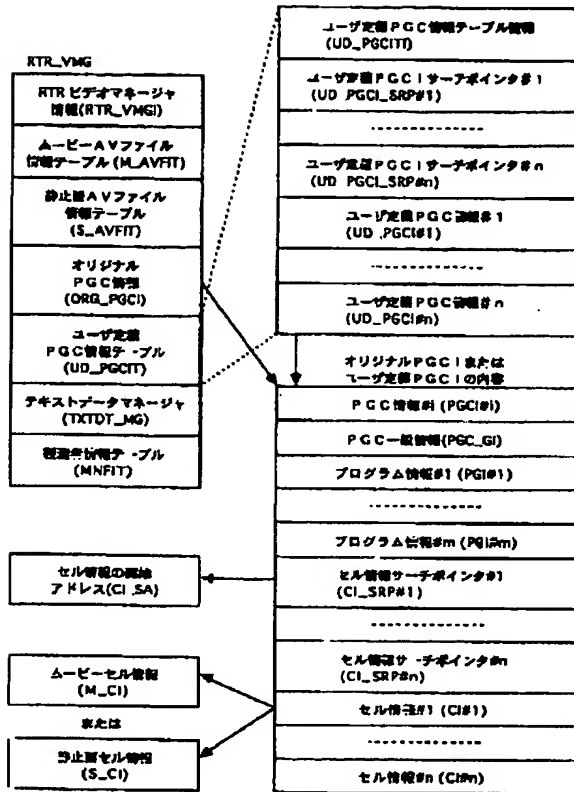 RTR_VMG
RTR ビデオマネージャ
情報(RTR_VMGI)
ムービーAVファイル
情報テーブル (M_AVFIT)
静止画AVファイル
情報テーブル
(S_AVFIT)
オリジナル
PGC情報
(ORG_PGCI)
ユーザ定義
PGC情報テーブル
(UD_PGCIT)
テキストデータマネージャ
(TXTDT_MG)
製造者情報テーブル
(MNFIT)
セル情報の開始
アドレス(CI_SA)
ムービーセル情報
(M_CI)
または
静止画セル情報
(S_CI)
ユーザ定義PGC情報テーブル情報
(UD_PGCITI)
ユーザ定義PGCIサーチポインタ#1
(UD_PGCI_SRP#1)
ユーザ定義PGCIサーチポインタ#n
(UD_PGCI_SRP#n)
ユーザ定義PGC情報#1
(UD_PGCI#1)
ユーザ定義PGC情報#n
(UD_PGCI#n)
オリジナルPGCIまたは
ユーザ定義PGCIの内容
PGC情報#i (PGCI#i)
PGC一般情報(PGC_GI)
プログラム情報#1 (PGI#1)
プログラム情報#m (PGI#m)
セル情報サーチポインタ#1
(CI_SRP#1)
セル情報サーチポインタ#n
(CI_SRP#n)
セル情報#1 (CI#1)
セル情報#n (CI#n)